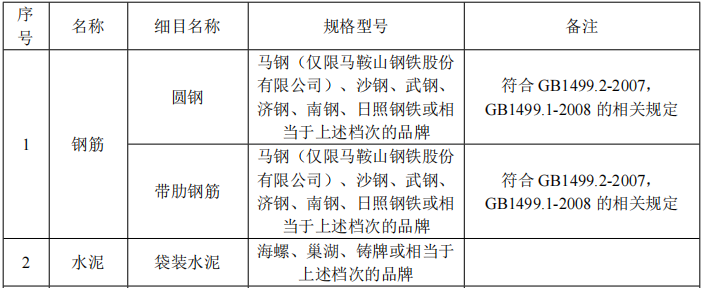 序号 名称 细目名称 规格型号 备注
1 钢筋 圆钢 马钢（仅限马鞍山钢铁股份
有限公司）、沙钢、武钢、
济钢、南钢、日照钢铁或相
当于上述档次的品牌
符合 GB1499.2-2007，
GB1499.1-2008 的相关规定
带肋钢筋 马钢（仅限马鞍山钢铁股份
有限公司）、沙钢、武钢、
济钢、南钢、日照钢铁或相
当于上述档次的品牌
符合 GB1499.2-2007，
GB1499.1-2008 的相关规定
2 水泥 袋装水泥 海螺、巢湖、铸牌或相当于
上述档次的品牌